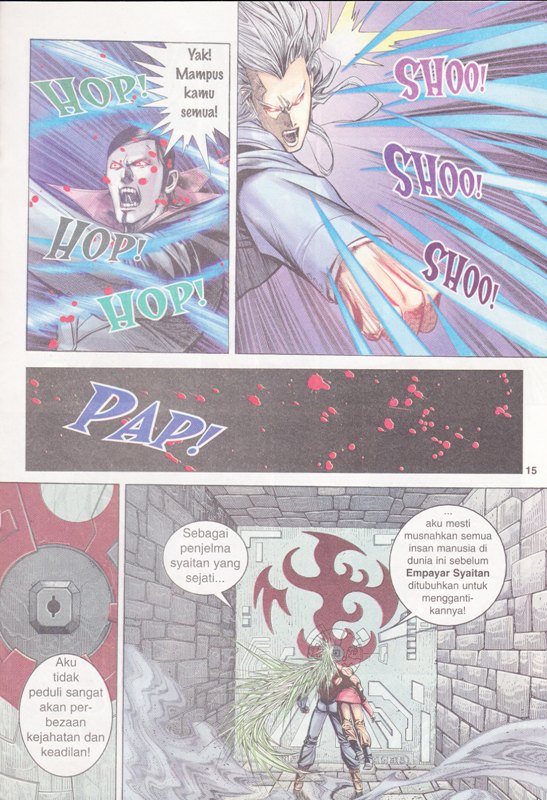 Yak!
Mampus
kamu
semua!
HOP!
HOP!
HOP!
SHOO!
SHOO!
SHOO!
PAP!
15
Aku
tidak
peduli sangat
akan per-
bezaan
kejahatan dan
keadilan!
Sebagai
penjelma
syaitan yang
sejati...
...
aku mesti
musnahkan semua
insan manusia di
dunia ini sebelum
Empayar Syaitan
ditubuhkan untuk
mengganti-
kannya!